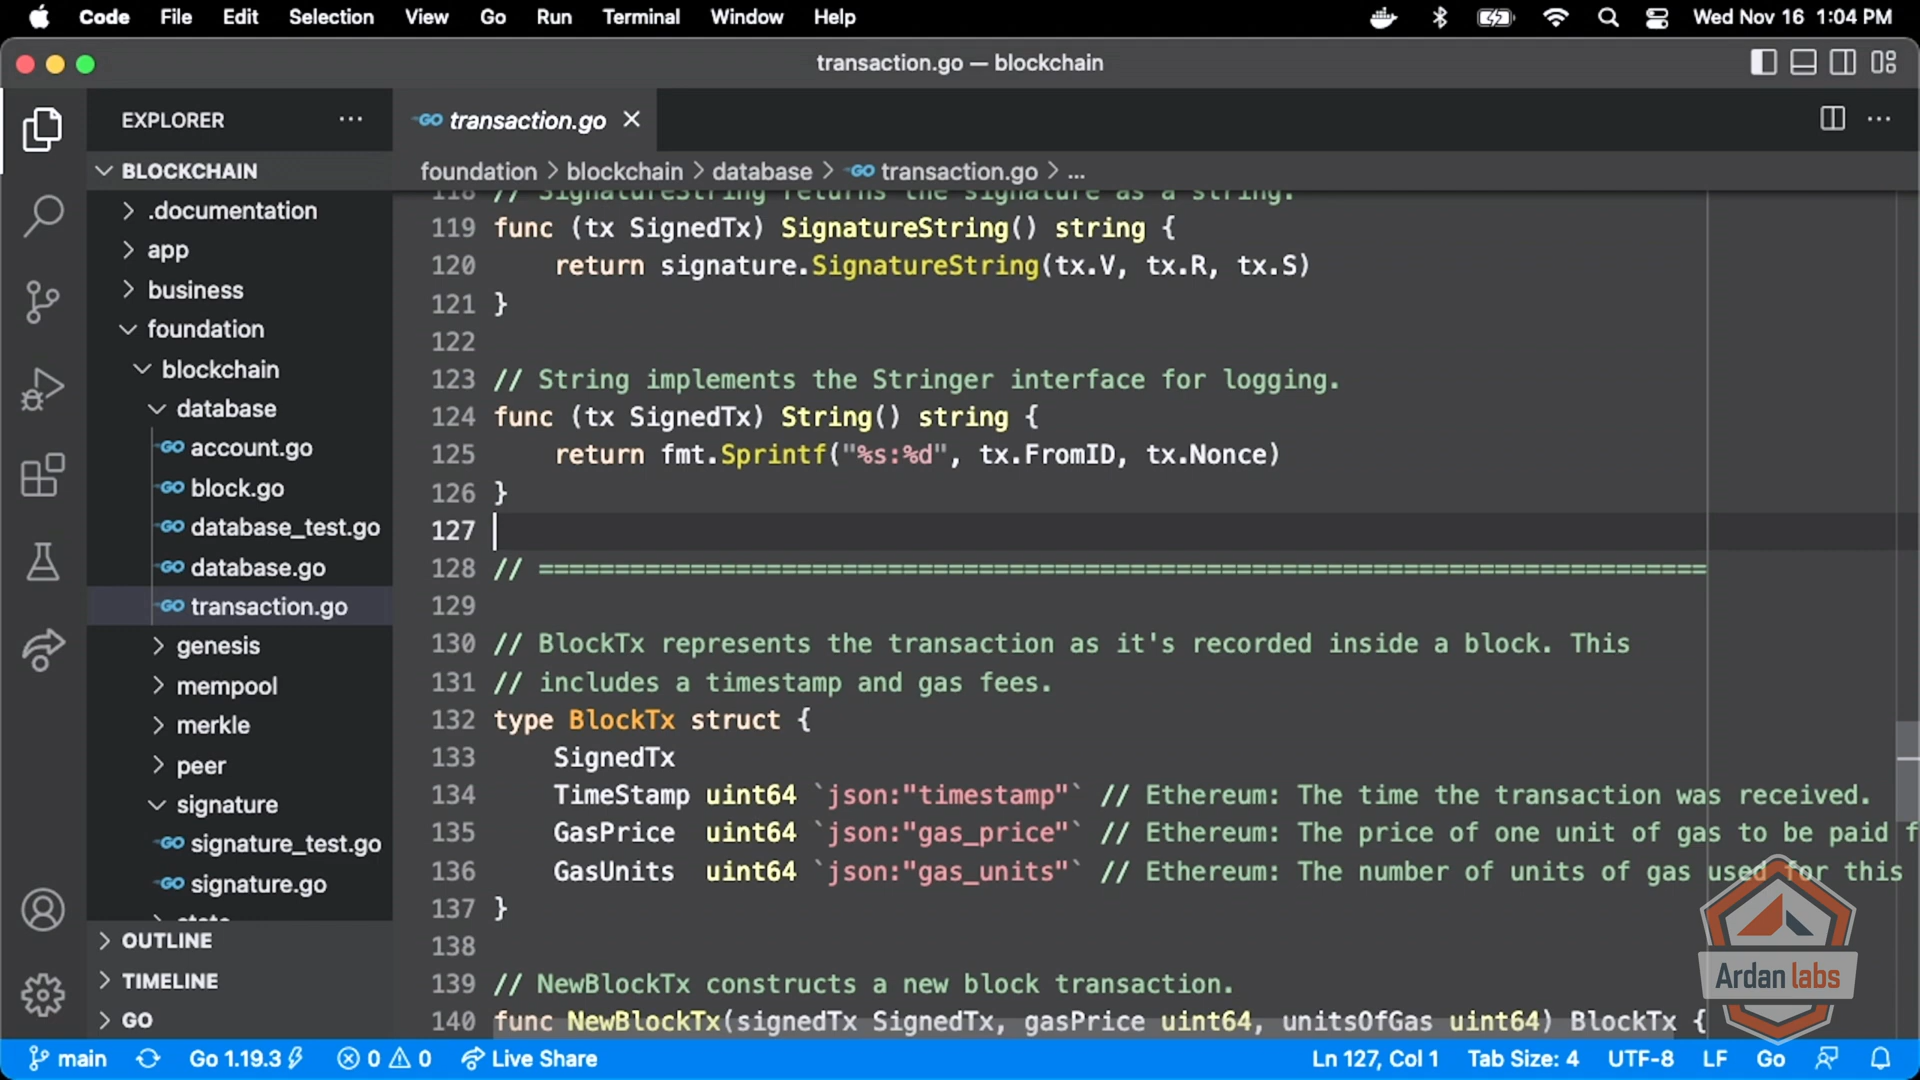 Code File Edit Selection View Go Run Terminal Window Help Wed Nov 16 1:04 PM
transaction.go — blockchain
EXPLORER ···
transaction.go
BLOCKCHAIN
foundation > blockchain > database > transaction.go > ...
.documentation
app
business
foundation
blockchain
database
account.go
block.go
database_test.go
database.go
transaction.go
genesis
mempool
merkle
peer
signature
signature_test.go
signature.go
OUTLINE
TIMELINE
GO
118 // SignatureString returns the signature as a string.
119 func (tx SignedTx) SignatureString() string {
120 return signature.SignatureString(tx.V, tx.R, tx.S)
121 }
122
123 // String implements the Stringer interface for logging.
124 func (tx SignedTx) String() string {
125 return fmt.Sprintf("%s:%d", tx.FromID, tx.Nonce)
126 }
127
128 // =============================================================================
129
130 // BlockTx represents the transaction as it's recorded inside a block. This
131 // includes a timestamp and gas fees.
132 type BlockTx struct {
133 SignedTx
134 TimeStamp uint64 `json:"timestamp"` // Ethereum: The time the transaction was received.
135 GasPrice uint64 `json:"gas_price"` // Ethereum: The price of one unit of gas to be paid f
136 GasUnits uint64 `json:"gas_units"` // Ethereum: The number of units of gas used for this
137 }
138
139 // NewBlockTx constructs a new block transaction.
140 func NewBlockTx(signedTx SignedTx, gasPrice uint64, unitsOfGas uint64) BlockTx {
Ardan labs
main Go 1.19.3 0 0 Live Share Ln 127, Col 1 Tab Size: 4 UTF-8 LF Go